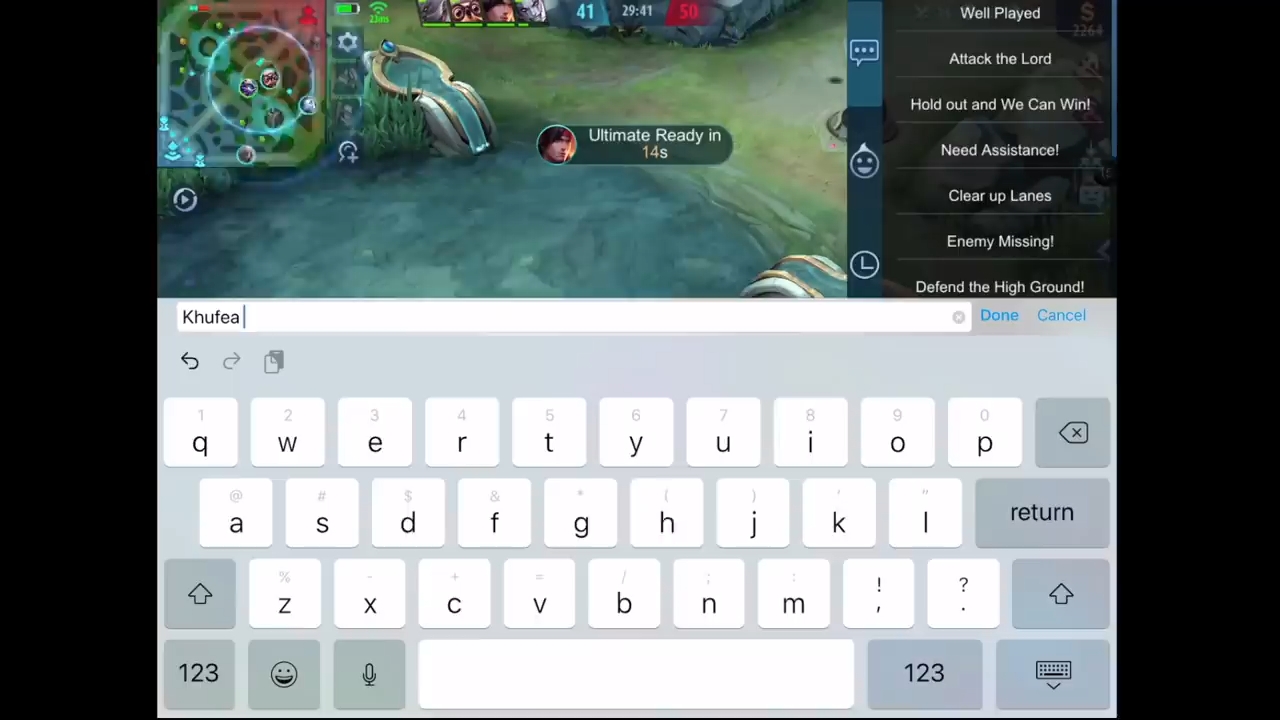 23ms
41 29:41 50
Well Played
2264
Attack the Lord
Hold out and We Can Win!
Ultimate Ready in
14s
Need Assistance!
Clear up Lanes
Enemy Missing!
Defend the High Ground!
Khufea
Done Cancel
1 2 3 4 5 6 7 8 9 0
q w e r t y u i o p
@ # $ & * ( ) ' "
a s d f g h j k l return
% - + = / ; : ! ?
z x c v b n m , .
123 123